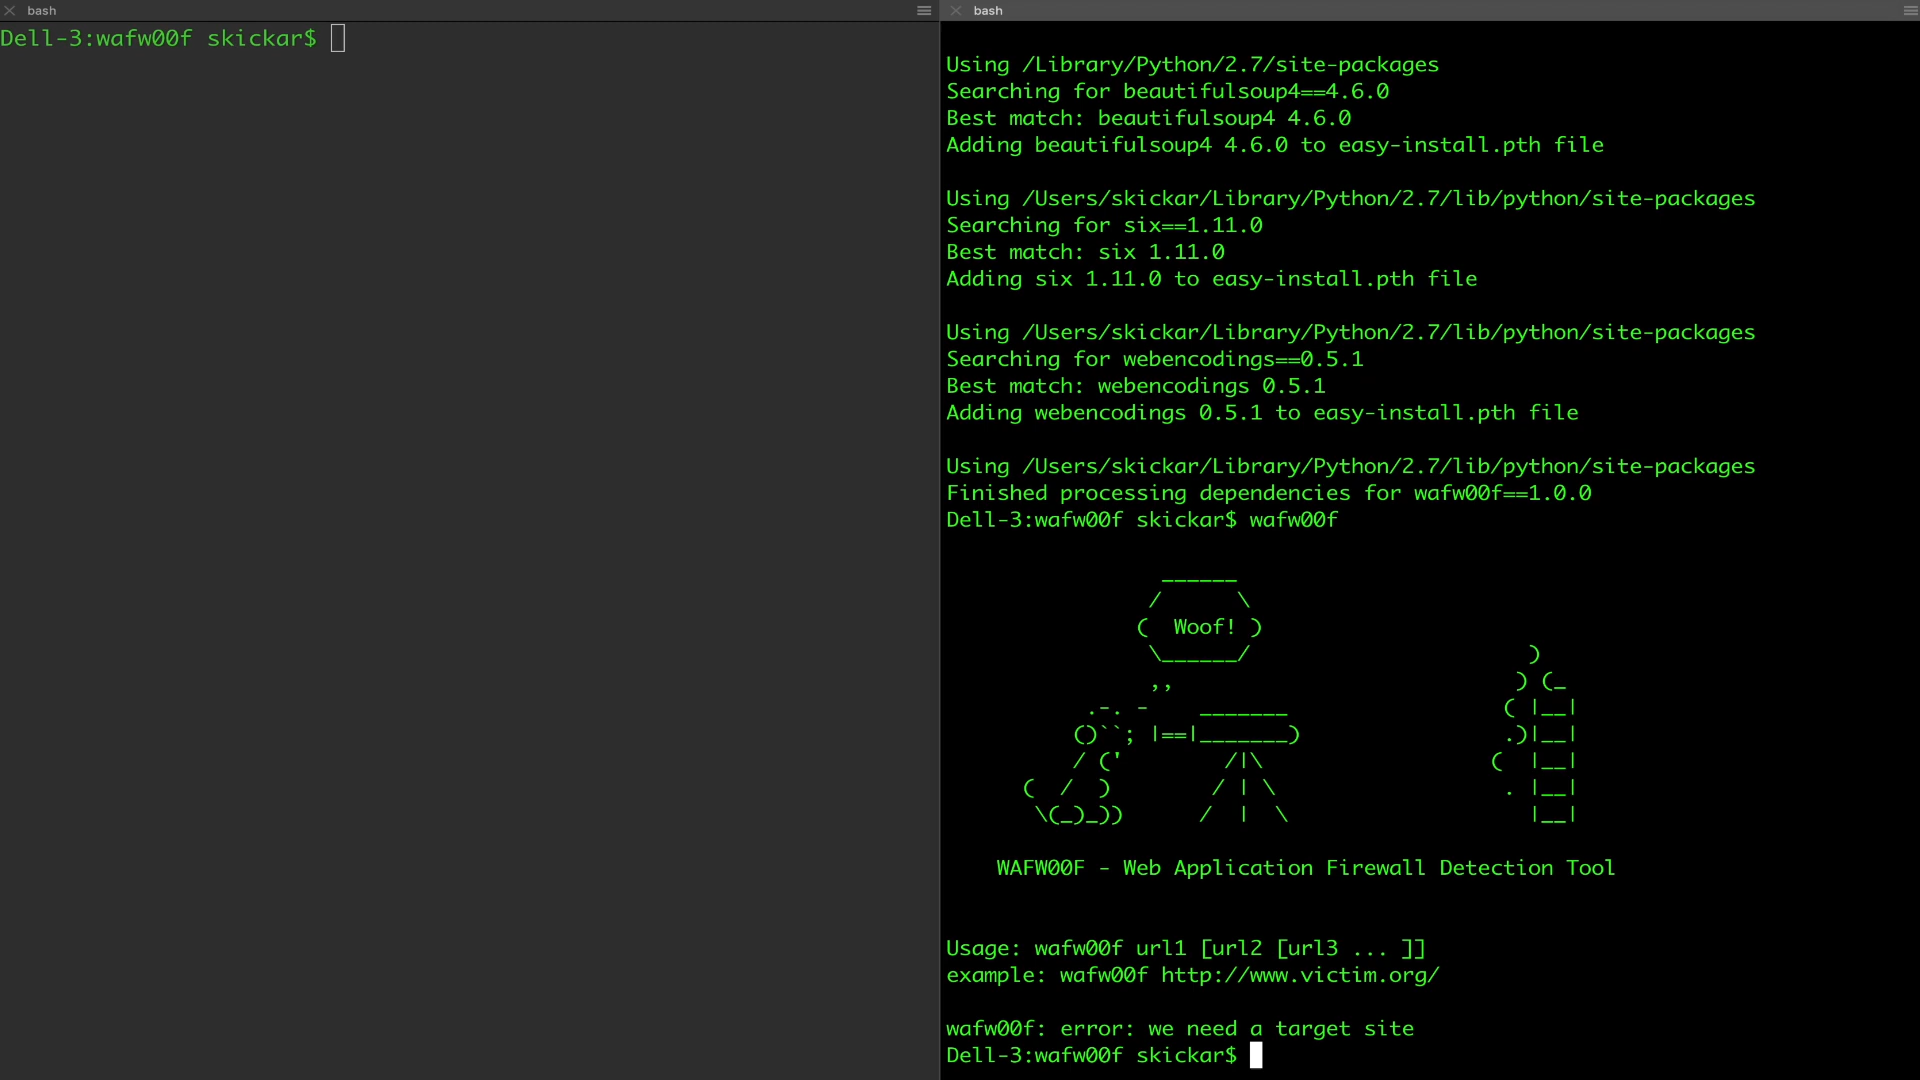 bash
Dell-3:wafw00f skickar$
bash
Using /Library/Python/2.7/site-packages
Searching for beautifulsoup4==4.6.0
Best match: beautifulsoup4 4.6.0
Adding beautifulsoup4 4.6.0 to easy-install.pth file
Using /Users/skickar/Library/Python/2.7/lib/python/site-packages
Searching for six==1.11.0
Best match: six 1.11.0
Adding six 1.11.0 to easy-install.pth file
Using /Users/skickar/Library/Python/2.7/lib/python/site-packages
Searching for webencodings==0.5.1
Best match: webencodings 0.5.1
Adding webencodings 0.5.1 to easy-install.pth file
Using /Users/skickar/Library/Python/2.7/lib/python/site-packages
Finished processing dependencies for wafw00f==1.0.0
Dell-3:wafw00f skickar$ wafw00f
Woof!
WAFW00F - Web Application Firewall Detection Tool
Usage: wafw00f url1 [url2 [url3 ... ]]
example: wafw00f http://www.victim.org/
wafw00f: error: we need a target site
Dell-3:wafw00f skickar$